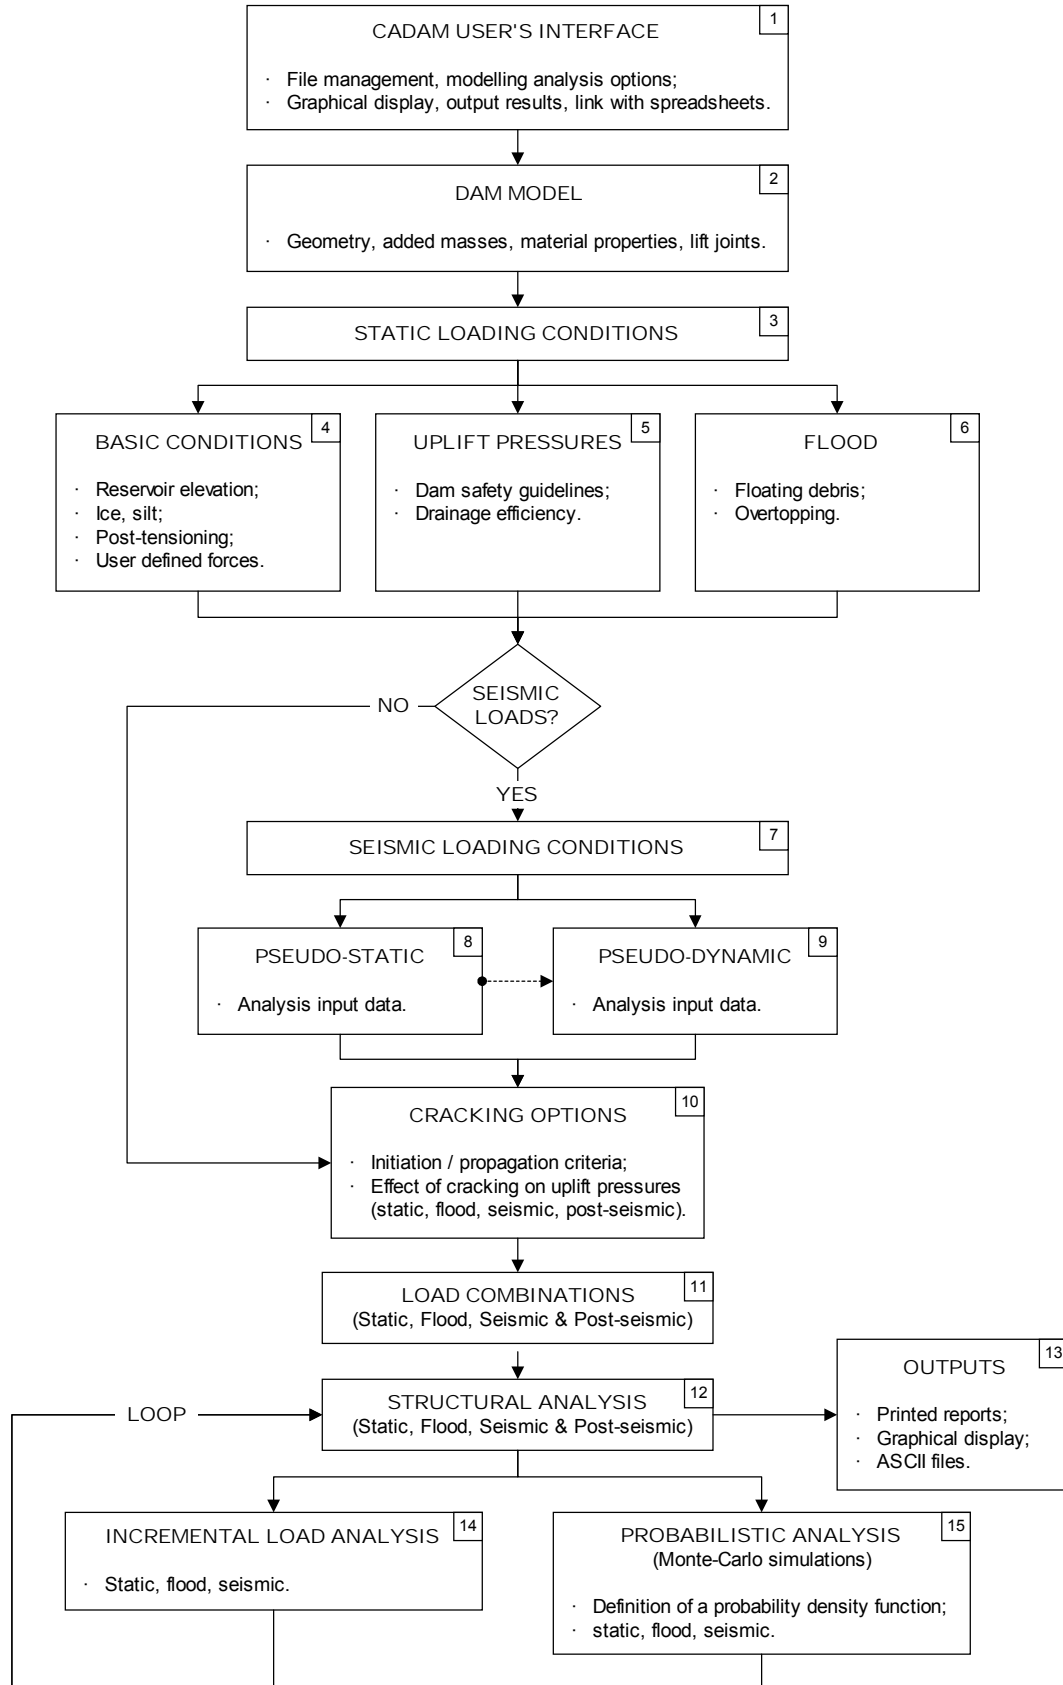 1
CADAM USER'S INTERFACE
· File management, modelling analysis options;
· Graphical display, output results, link with spreadsheets.
2
DAM MODEL
· Geometry, added masses, material properties, lift joints.
3
STATIC LOADING CONDITIONS
4
BASIC CONDITIONS
· Reservoir elevation;
· Ice, silt;
· Post-tensioning;
· User defined forces.
5
UPLIFT PRESSURES
· Dam safety guidelines;
· Drainage efficiency.
6
FLOOD
· Floating debris;
· Overtopping.
SEISMIC
LOADS?
NO
YES
7
SEISMIC LOADING CONDITIONS
8
PSEUDO-STATIC
· Analysis input data.
9
PSEUDO-DYNAMIC
· Analysis input data.
10
CRACKING OPTIONS
· Initiation / propagation criteria;
· Effect of cracking on uplift pressures
(static, flood, seismic, post-seismic).
11
LOAD COMBINATIONS
(Static, Flood, Seismic & Post-seismic)
12
STRUCTURAL ANALYSIS
(Static, Flood, Seismic & Post-seismic)
LOOP
13
OUTPUTS
· Printed reports;
· Graphical display;
· ASCII files.
14
INCREMENTAL LOAD ANALYSIS
· Static, flood, seismic.
15
PROBABILISTIC ANALYSIS
(Monte-Carlo simulations)
· Definition of a probability density function;
· static, flood, seismic.